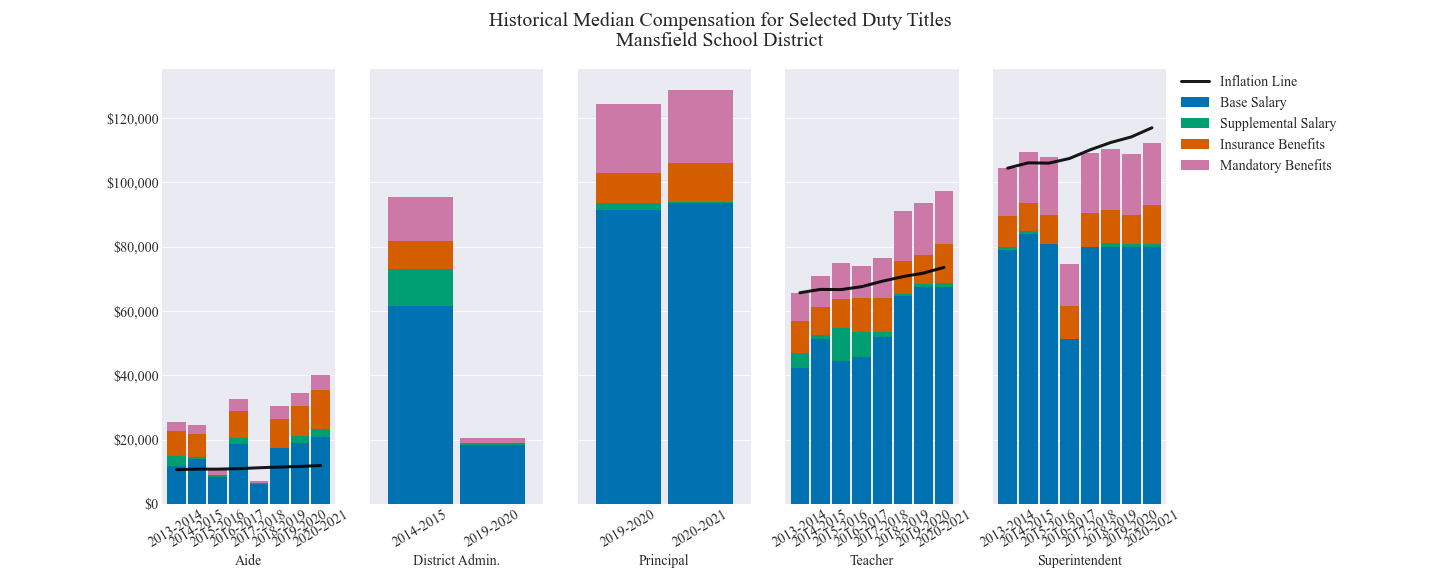 Historical Median Compensation for Selected Duty Titles
Mansfield School District
Inflation Line
Base Salary
Supplemental Salary
Insurance Benefits
Mandatory Benefits
$120,000
$100,000
$80,000
$60,000
$40,000
$20,000
$0
2013-2014
2014-2015
2015-2016
2016-2017
2017-2018
2018-2019
2019-2020
2020-2021
Aide
2014-2015
2019-2020
District Admin.
2019-2020
2020-2021
Principal
2013-2014
2014-2015
2015-2016
2016-2017
2017-2018
2018-2019
2019-2020
2020-2021
Teacher
2013-2014
2014-2015
2015-2016
2016-2017
2017-2018
2018-2019
2019-2020
2020-2021
Superintendent